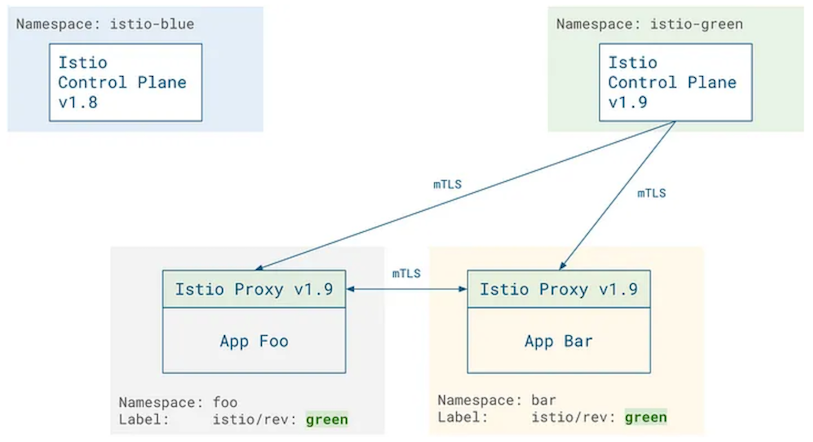 Namespace: istio-blue
Istio
Control Plane
v1.8
Namespace: istio-green
Istio
Control Plane
v1.9
mTLS
mTLS
mTLS
Istio Proxy v1.9
App Foo
Namespace: foo
Label: istio/rev: green
Istio Proxy v1.9
App Bar
Namespace: bar
Label: istio/rev: green